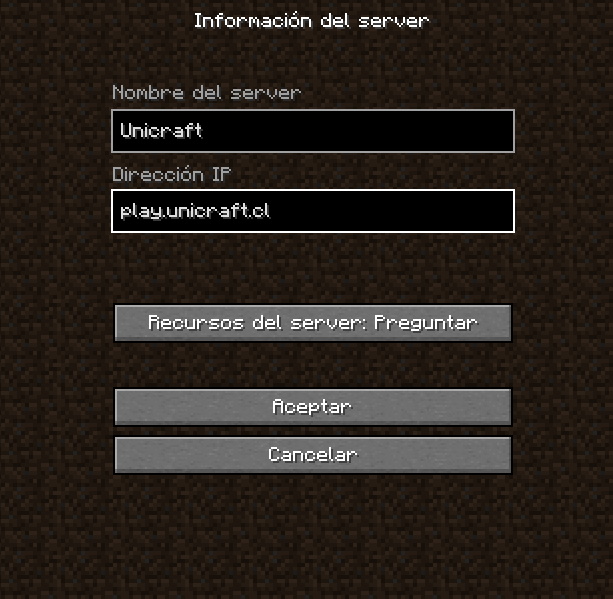 Información del server
Nombre del server
Unicraft
Dirección IP
play.unicraft.cl
Recursos del server: Preguntar
Aceptar
Cancelar